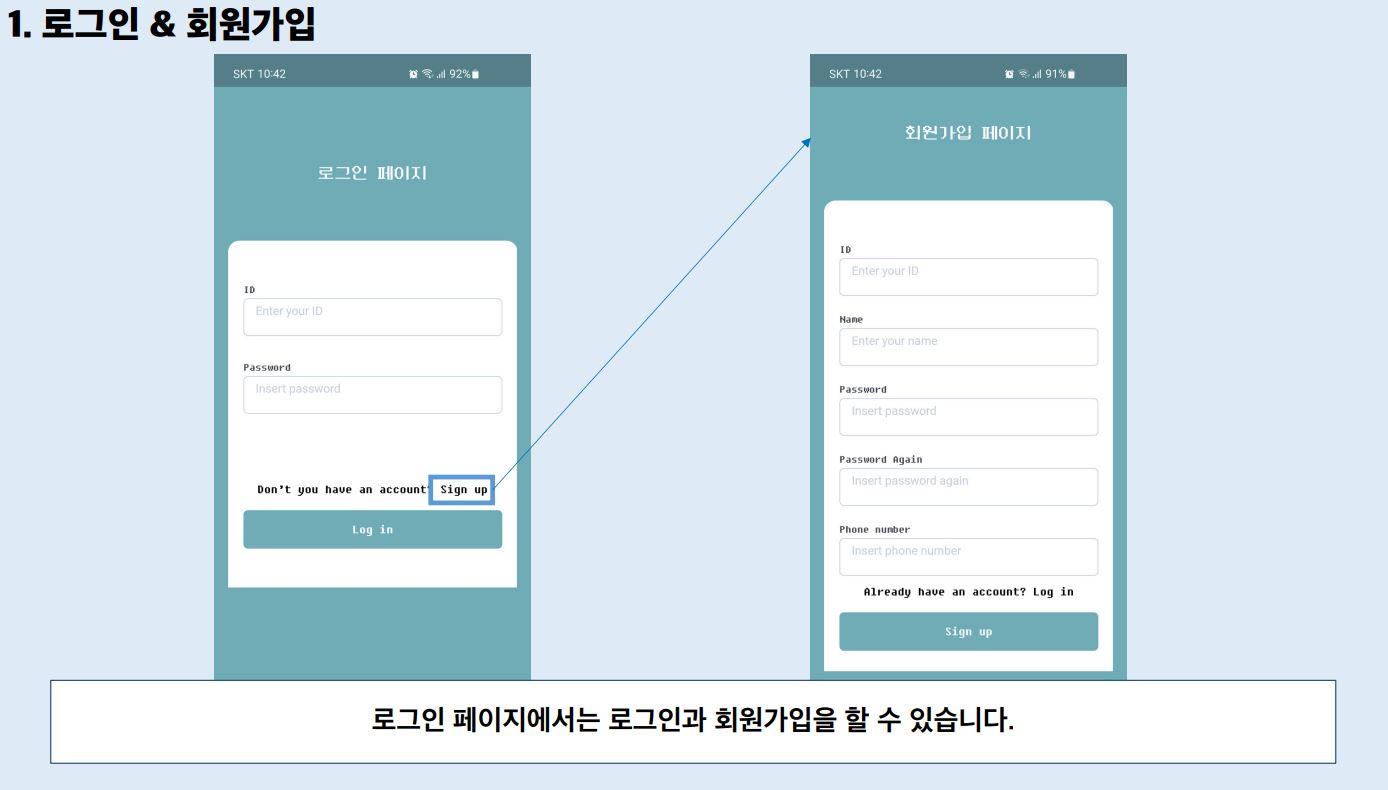 1. 로그인 & 회원가입
SKT 10:42
92%
로그인 페이지
ID
Enter your ID
Password
Insert password
Don't you have an account? Sign up
Log in
SKT 10:42
91%
회원가입 페이지
ID
Enter your ID
Name
Enter your name
Password
Insert password
Password Again
Insert password again
Phone number
Insert phone number
Already have an account? Log in
Sign up
로그인 페이지에서는 로그인과 회원가입을 할 수 있습니다.